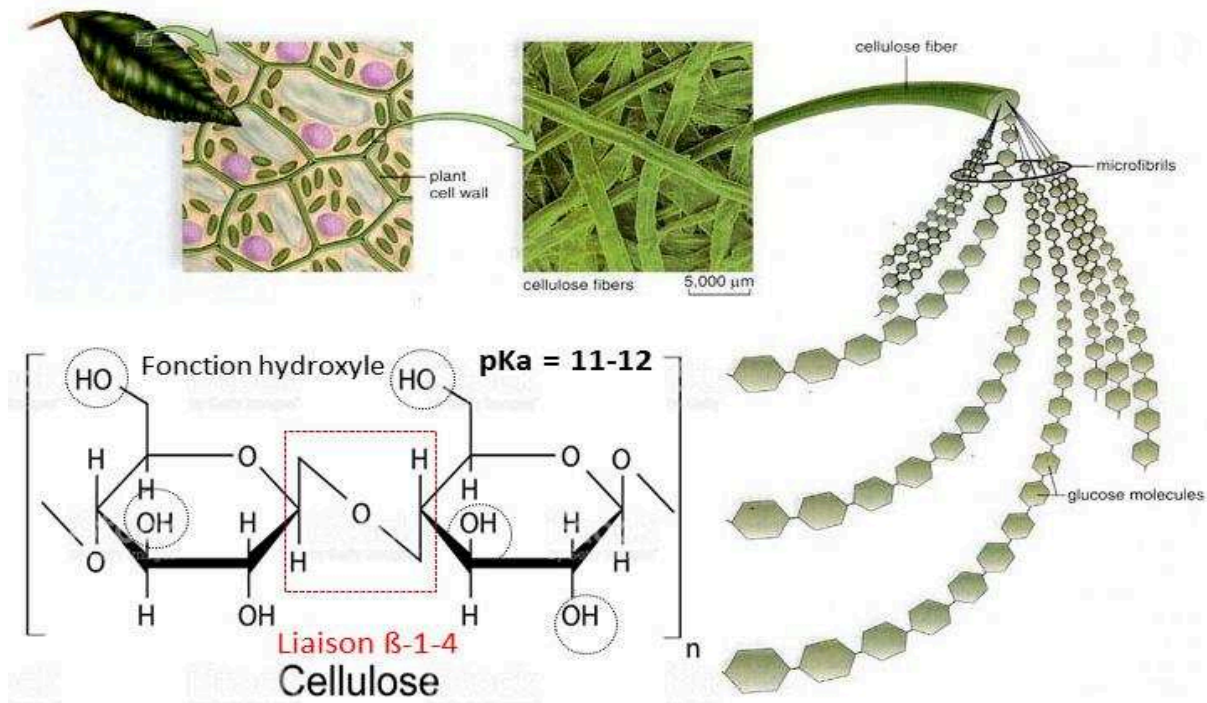 cellulose fiber
plant
cell wall
microfibrils
cellulose fibers
5,000 µm
glucose molecules
Fonction hydroxyle
pKa = 11-12
HO
HO
H
O
H
O
O
H
H
OH
H
H
O
OH
H
O
H
H
H
H
OH
H
OH
n
Liaison ß-1-4
Cellulose